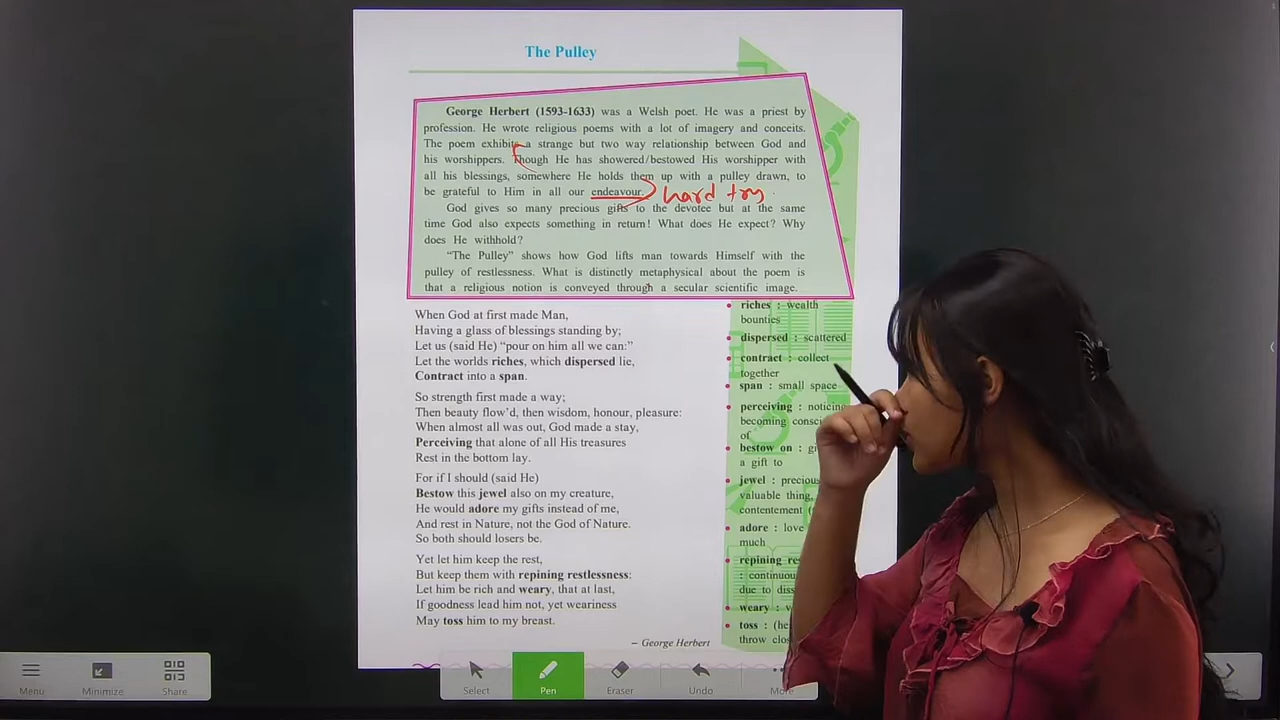 The Pulley
George Herbert (1593-1633) was a Welsh poet. He was a priest by
profession. He wrote religious poems with a lot of imagery and conceits.
The poem exhibits a strange but two way relationship between God and
his worshippers. Though He has showered/bestowed His worshipper with
all his blessings, somewhere He holds them up with a pulley drawn, to
be grateful to Him in all our endeavour. hard try
God gives so many precious gifts to the devotee but at the same
time God also expects something in return! What does He expect? Why
does He withhold?
“The Pulley” shows how God lifts man towards Himself with the
pulley of restlessness. What is distinctly metaphysical about the poem is
that a religious notion is conveyed through a secular scientific image.
When God at first made Man,
Having a glass of blessings standing by;
Let us (said He) “pour on him all we can:”
Let the worlds riches, which dispersed lie,
Contract into a span.
So strength first made a way;
Then beauty flow’d, then wisdom, honour, pleasure:
When almost all was out, God made a stay,
Perceiving that alone of all His treasures
Rest in the bottom lay.
For if I should (said He)
Bestow this jewel also on my creature,
He would adore my gifts instead of me,
And rest in Nature, not the God of Nature.
So both should losers be.
Yet let him keep the rest,
But keep them with repining restlessness:
Let him be rich and weary, that at last,
If goodness lead him not, yet weariness
May toss him to my breast.
– George Herbert
riches : wealth
bounties
dispersed : scattered
contract : collect
together
span : small space
perceiving : noticing
becoming
of
bestow on :
a gift to
jewel : precious
valuable thing,
contentement
adore : love
much
repining
:
due to
weary :
toss :
throw
Menu
Minimize
Share
Select
Pen
Eraser
Undo
More